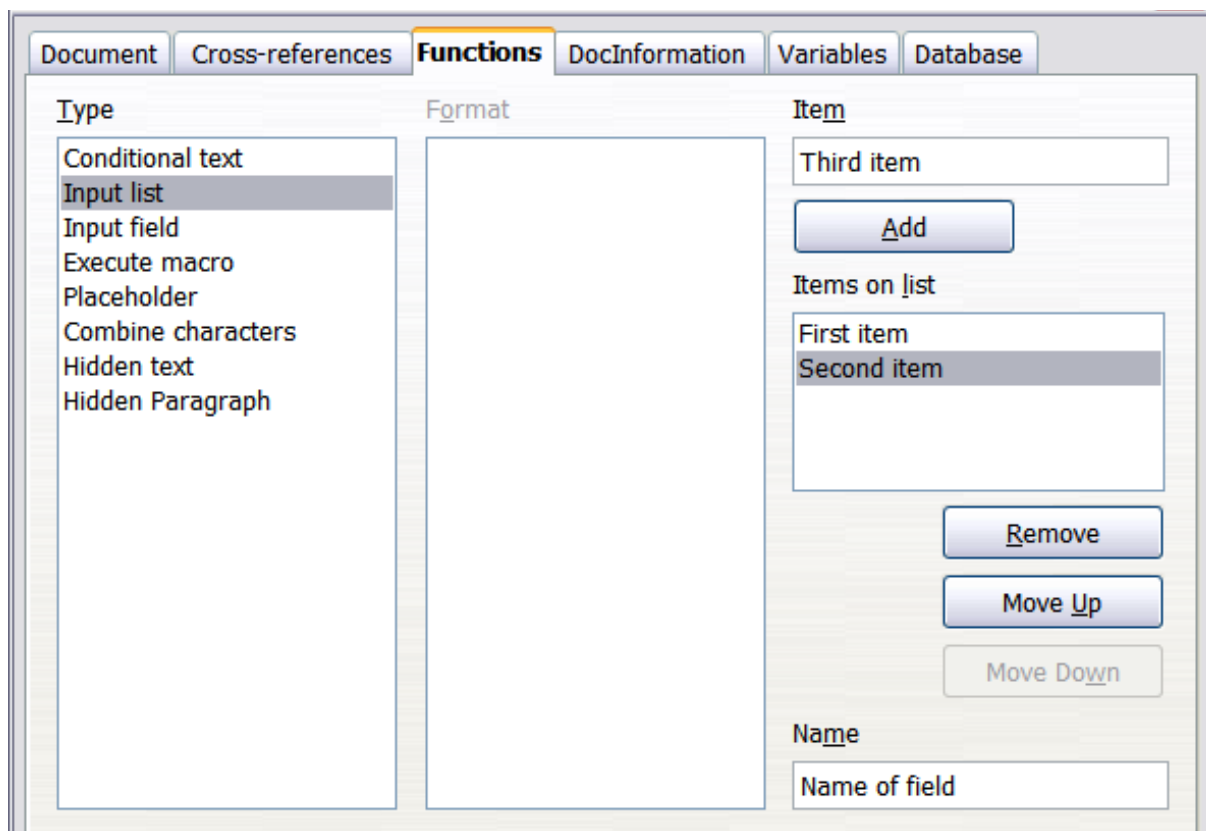 Document Cross-references Functions DocInformation Variables Database
Type
Conditional text
Input list
Input field
Execute macro
Placeholder
Combine characters
Hidden text
Hidden Paragraph
Format
Item
Third item
Add
Items on list
First item
Second item
Remove
Move Up
Move Down
Name
Name of field